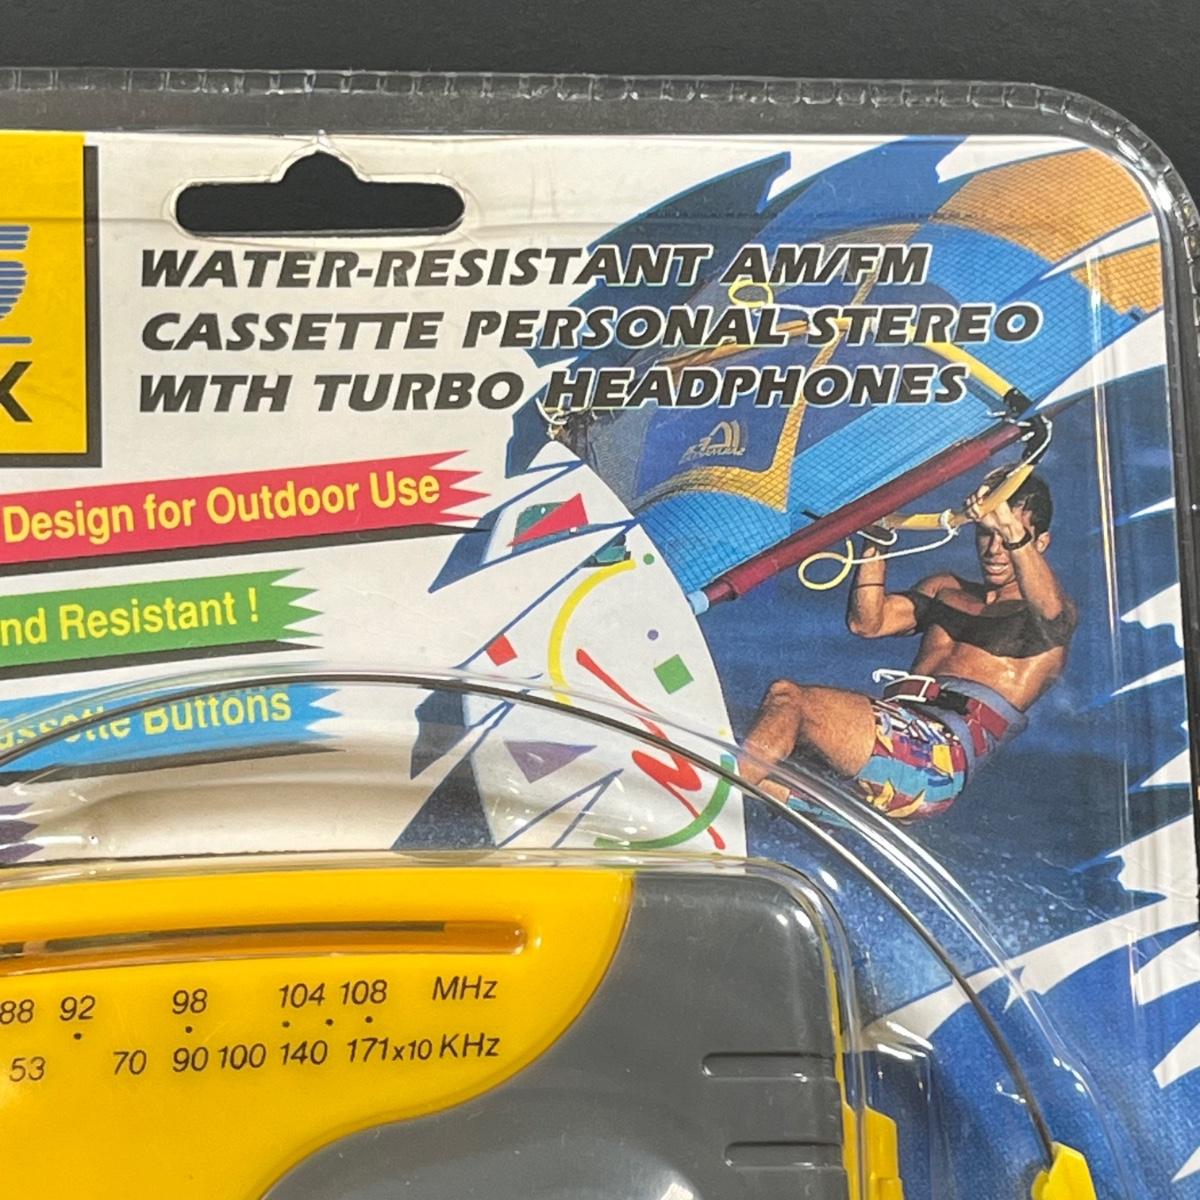 K
WATER-RESISTANT AM/FM
CASSETTE PERSONAL STEREO
WITH TURBO HEADPHONES
Design for Outdoor Use
nd Resistant !
Buttons
88 92 98 104 108 MHz
53 70 90 100 140 171x10 KHz